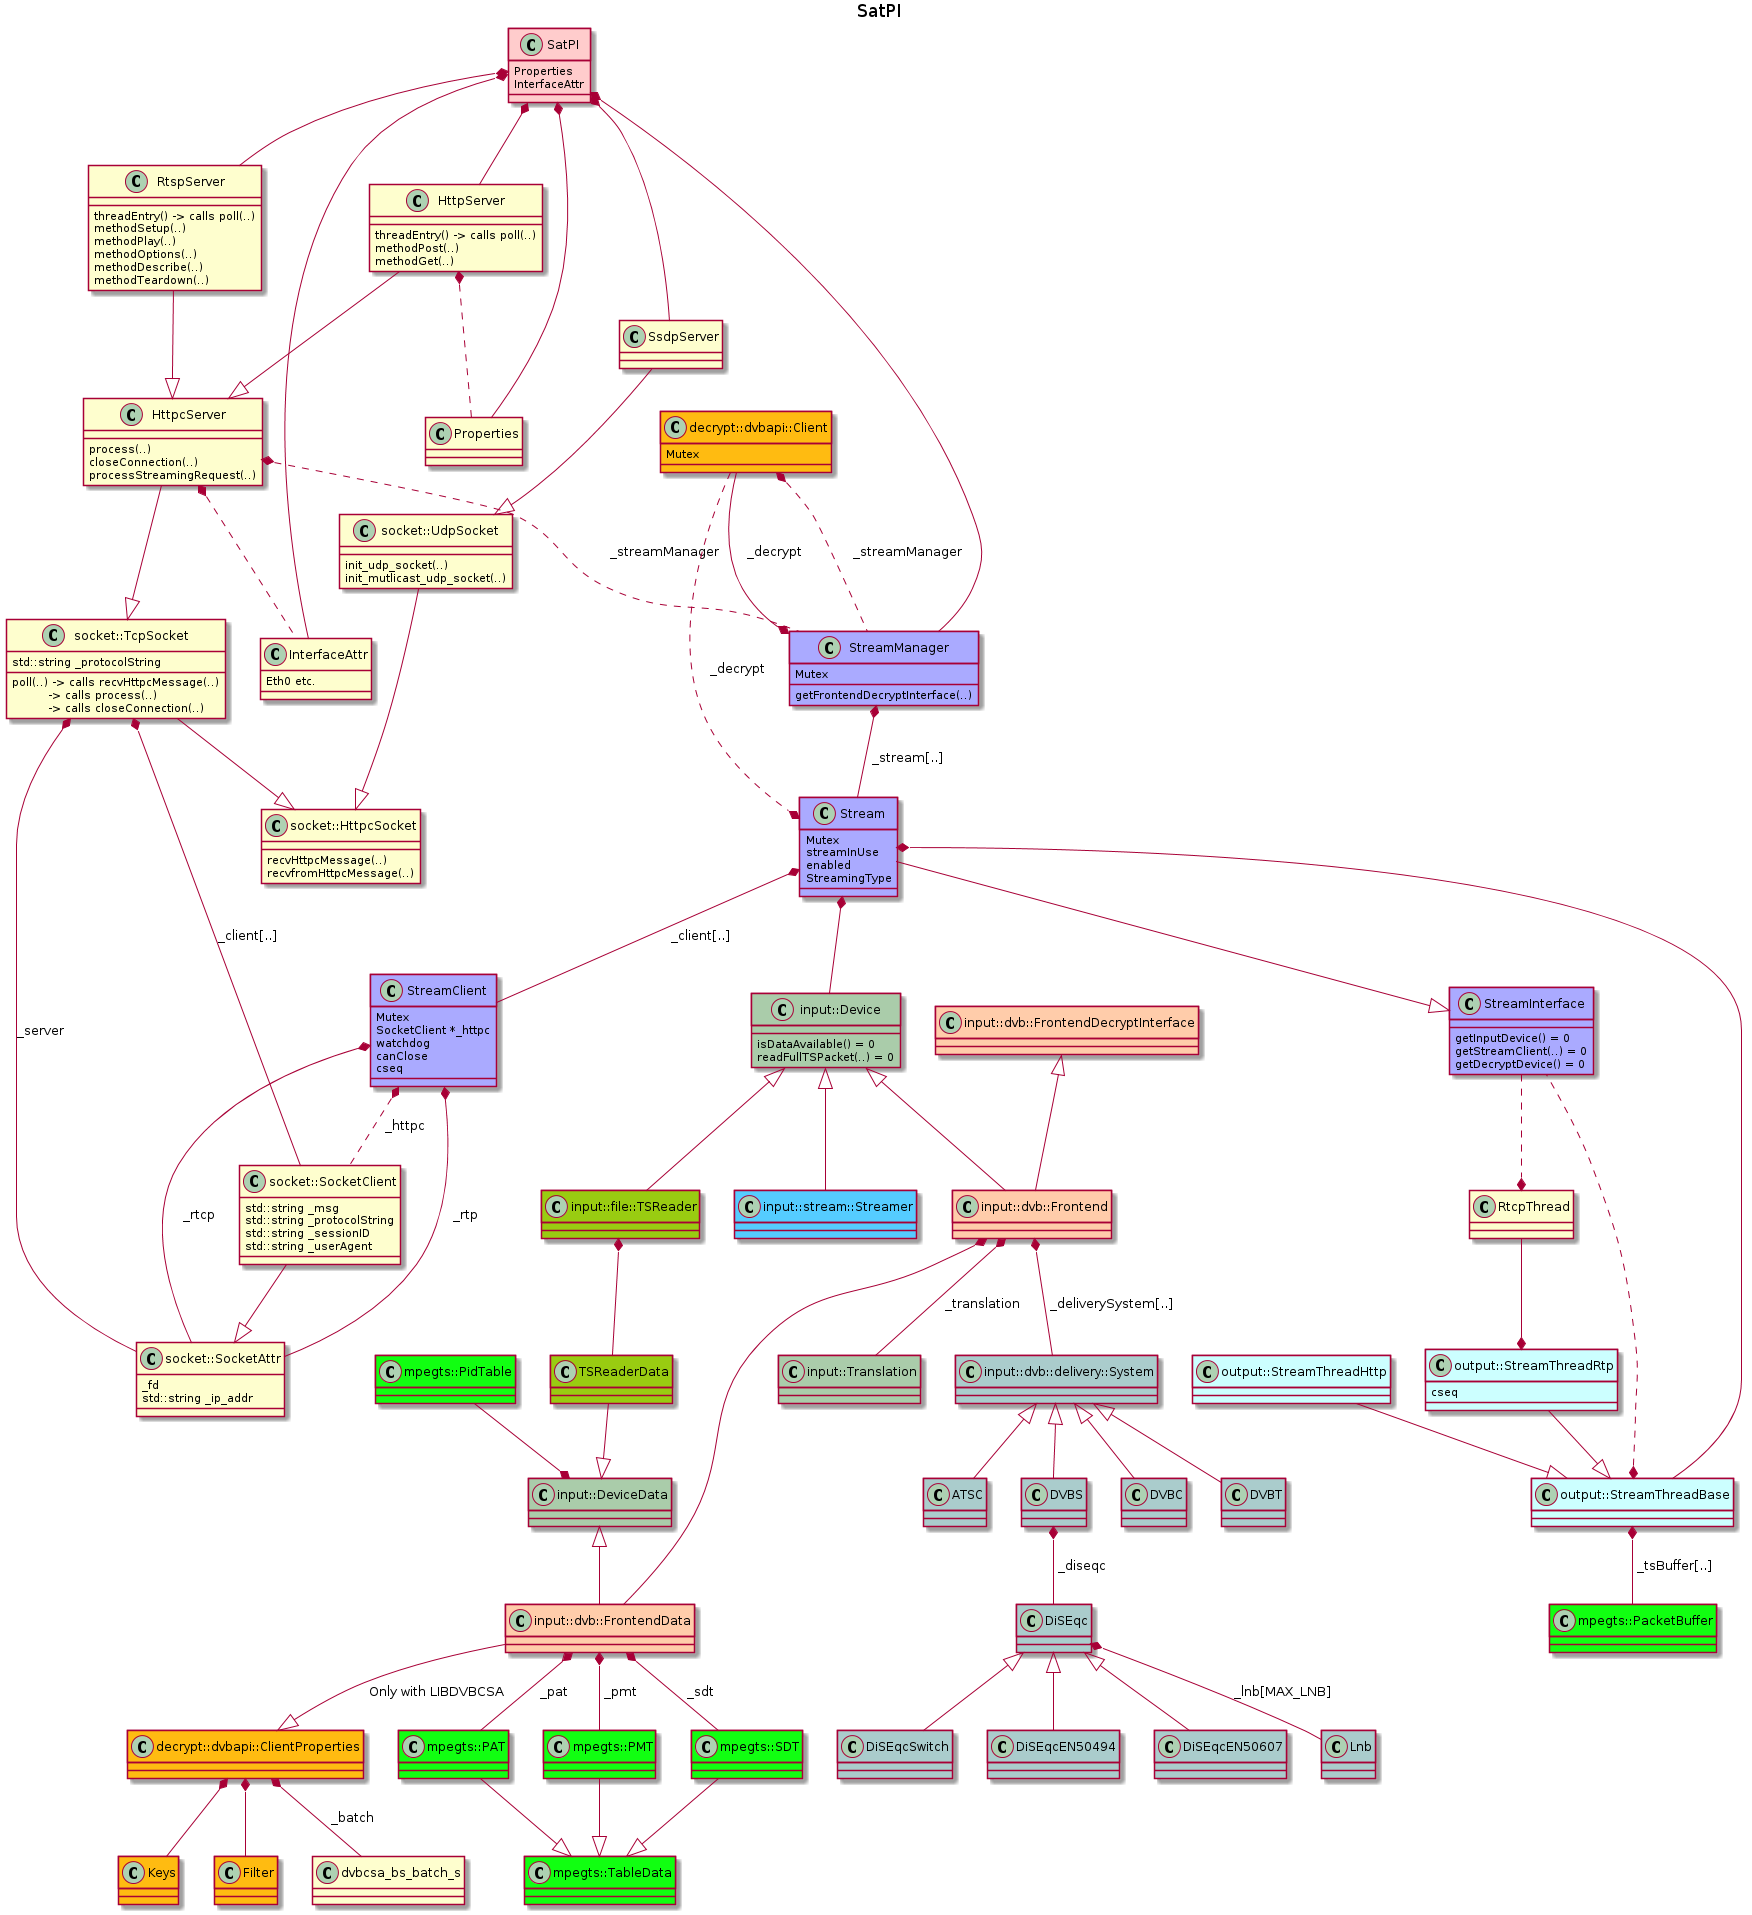 SatPI
C SatPI
Properties
InterfaceAttr
C RtspServer
threadEntry() -> calls poll(..)
methodSetup(..)
methodPlay(..)
methodOptions(..)
methodDescribe(..)
methodTeardown(..)
C HttpServer
threadEntry() -> calls poll(..)
methodPost(..)
methodGet(..)
C SsdpServer
C HttpcServer
process(..)
closeConnection(..)
processStreamingRequest(..)
C Properties
C decrypt::dvbapi::Client
Mutex
C socket::UdpSocket
init_udp_socket(..)
init_mutlicast_udp_socket(..)
_streamManager
_decrypt
_streamManager
C socket::TcpSocket
std::string _protocolString
poll(..) -> calls recvHttpcMessage(..)
-> calls process(..)
-> calls closeConnection(..)
C InterfaceAttr
Eth0 etc.
_decrypt
C StreamManager
Mutex
getFrontendDecryptInterface(..)
_stream[..]
C socket::HttpcSocket
recvHttpcMessage(..)
recvfromHttpcMessage(..)
C Stream
Mutex
streamInUse
enabled
StreamingType
_client[..]
_client[..]
_server
C StreamClient
Mutex
SocketClient *_httpc
watchdog
canClose
cseq
C input::Device
isDataAvailable() = 0
readFullTSPacket(..) = 0
C input::dvb::FrontendDecryptInterface
C StreamInterface
getInputDevice() = 0
getStreamClient(..) = 0
getDecryptDevice() = 0
_httpc
C socket::SocketClient
std::string _msg
std::string _protocolString
std::string _sessionID
std::string _userAgent
_rtcp
_rtp
C input::file::TSReader
C input::stream::Streamer
C input::dvb::Frontend
C RtcpThread
_translation
_deliverySystem[..]
C socket::SocketAttr
_fd
std::string _ip_addr
C mpegts::PidTable
C TSReaderData
C input::Translation
C input::dvb::delivery::System
C output::StreamThreadHttp
C output::StreamThreadRtp
cseq
C input::DeviceData
C ATSC
C DVBS
C DVBC
C DVBT
C output::StreamThreadBase
_diseqc
_tsBuffer[..]
C input::dvb::FrontendData
C DiSEqc
C mpegts::PacketBuffer
Only with LIBDVBCSA
_pat
_pmt
_sdt
_lnb[MAX_LNB]
C decrypt::dvbapi::ClientProperties
C mpegts::PAT
C mpegts::PMT
C mpegts::SDT
C DiSEqcSwitch
C DiSEqcEN50494
C DiSEqcEN50607
C Lnb
_batch
C Keys
C Filter
C dvbcsa_bs_batch_s
C mpegts::TableData